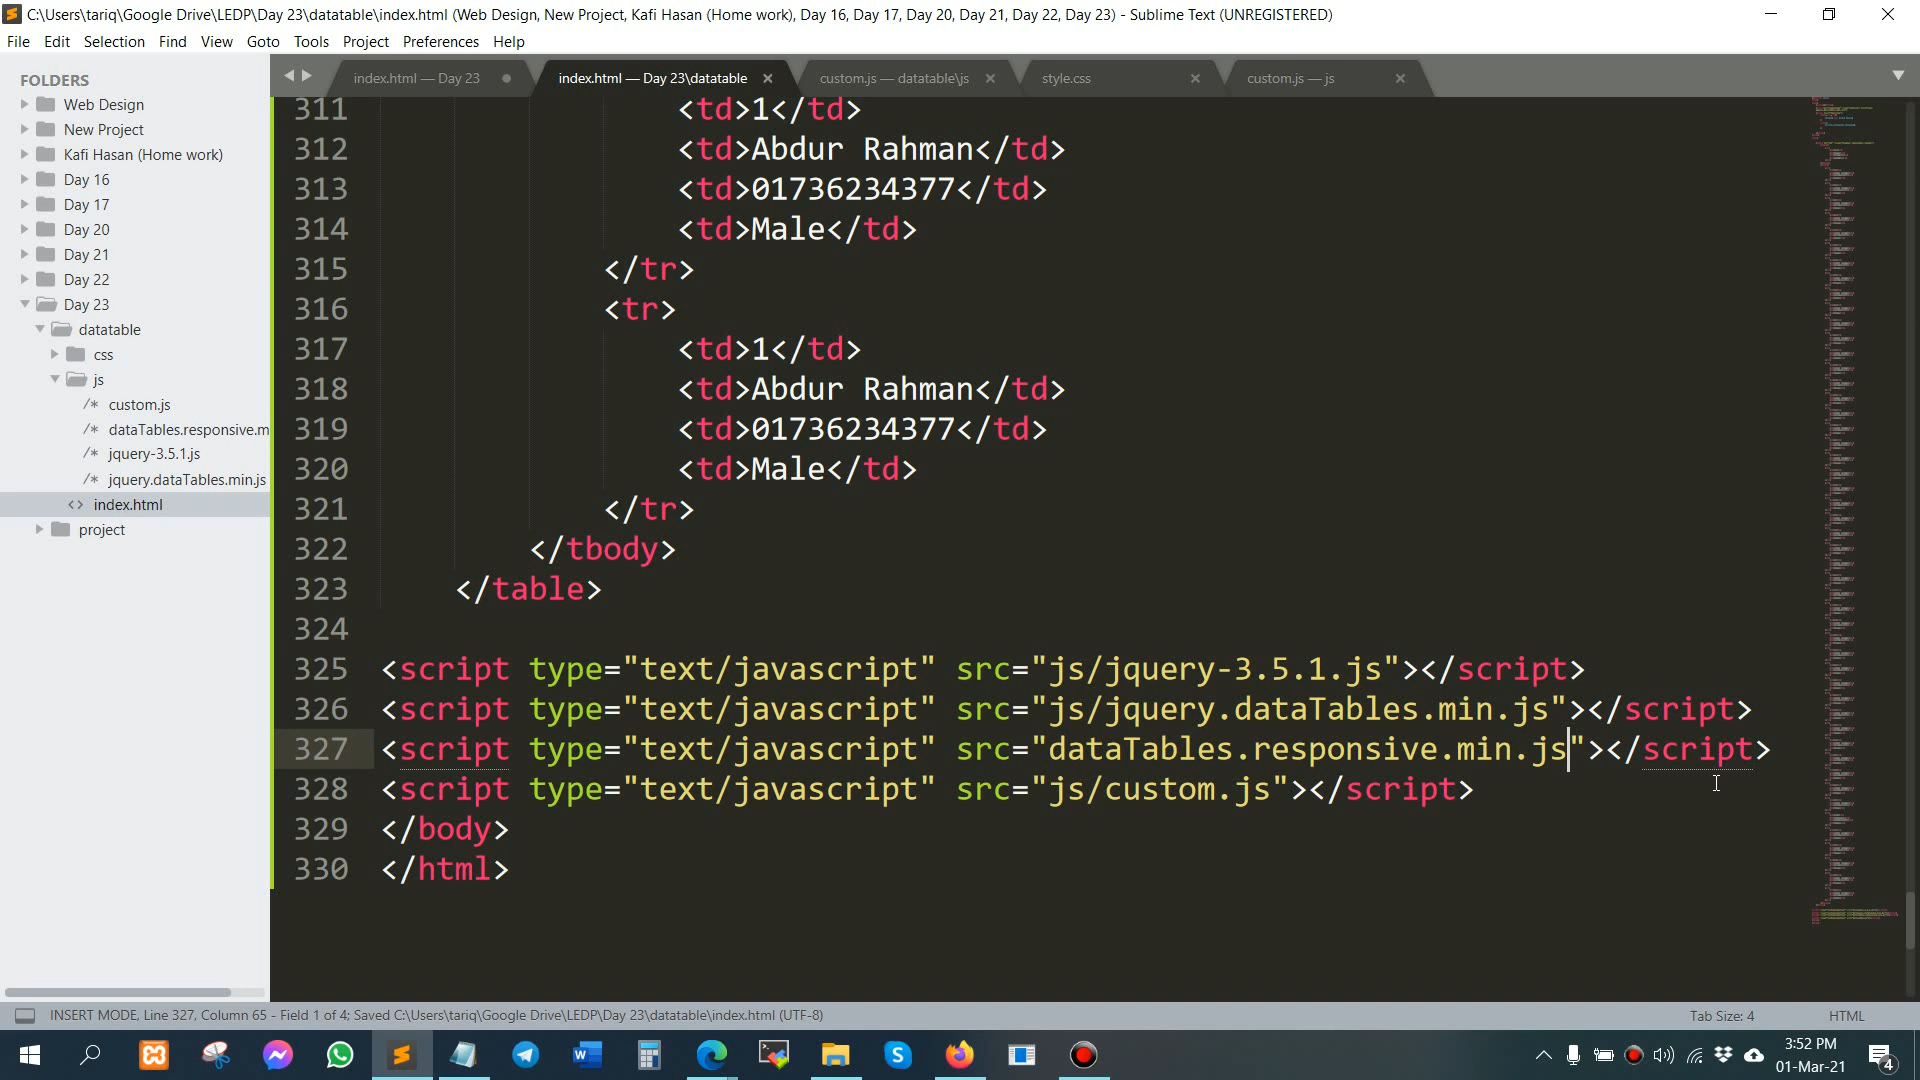 C:\Users\tariq\Google Drive\LEDP\Day 23\datatable\index.html (Web Design, New Project, Kafi Hasan (Home work), Day 16, Day 17, Day 20, Day 21, Day 22, Day 23) - Sublime Text (UNREGISTERED)
File Edit Selection Find View Goto Tools Project Preferences Help
FOLDERS
Web Design
New Project
Kafi Hasan (Home work)
Day 16
Day 17
Day 20
Day 21
Day 22
Day 23
datatable
css
js
/* custom.js
/* dataTables.responsive.m
/* jquery-3.5.1.js
/* jquery.dataTables.min.js
<> index.html
project
index.html — Day 23
index.html — Day 23\datatable
custom.js — datatable\js
style.css
custom.js — js
311 <td>1</td>
312 <td>Abdur Rahman</td>
313 <td>01736234377</td>
314 <td>Male</td>
315 </tr>
316 <tr>
317 <td>1</td>
318 <td>Abdur Rahman</td>
319 <td>01736234377</td>
320 <td>Male</td>
321 </tr>
322 </tbody>
323 </table>
324
325 <script type="text/javascript" src="js/jquery-3.5.1.js"></script>
326 <script type="text/javascript" src="js/jquery.dataTables.min.js"></script>
327 <script type="text/javascript" src="dataTables.responsive.min.js"></script>
328 <script type="text/javascript" src="js/custom.js"></script>
329 </body>
330 </html>
INSERT MODE, Line 327, Column 65 - Field 1 of 4; Saved C:\Users\tariq\Google Drive\LEDP\Day 23\datatable\index.html (UTF-8)
Tab Size: 4
HTML
3:52 PM
01-Mar-21
4